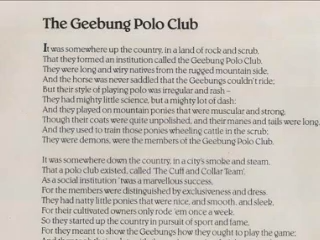 The Geebung Polo Club
It was somewhere up the country, in a land of rock and scrub,
That they formed an institution called the Geebung Polo Club.
They were long and wiry natives from the rugged mountain side,
And the horse was never saddled that the Geebungs couldn't ride;
But their style of playing polo was irregular and rash –
They had mighty little science, but a mighty lot of dash:
And they played on mountain ponies that were muscular and strong,
Though their coats were quite unpolished, and their manes and tails were long.
And they used to train those ponies wheeling cattle in the scrub;
They were demons, were the members of the Geebung Polo Club.
It was somewhere down the country, in a city's smoke and steam,
That a polo club existed, called 'The Cuff and Collar Team'.
As a social institution 'twas a marvellous success,
For the members were distinguished by exclusiveness and dress.
They had natty little ponies that were nice, and smooth, and sleek,
For their cultivated owners only rode 'em once a week.
So they started up the country in pursuit of sport and fame,
For they meant to show the Geebungs how they ought to play the game;